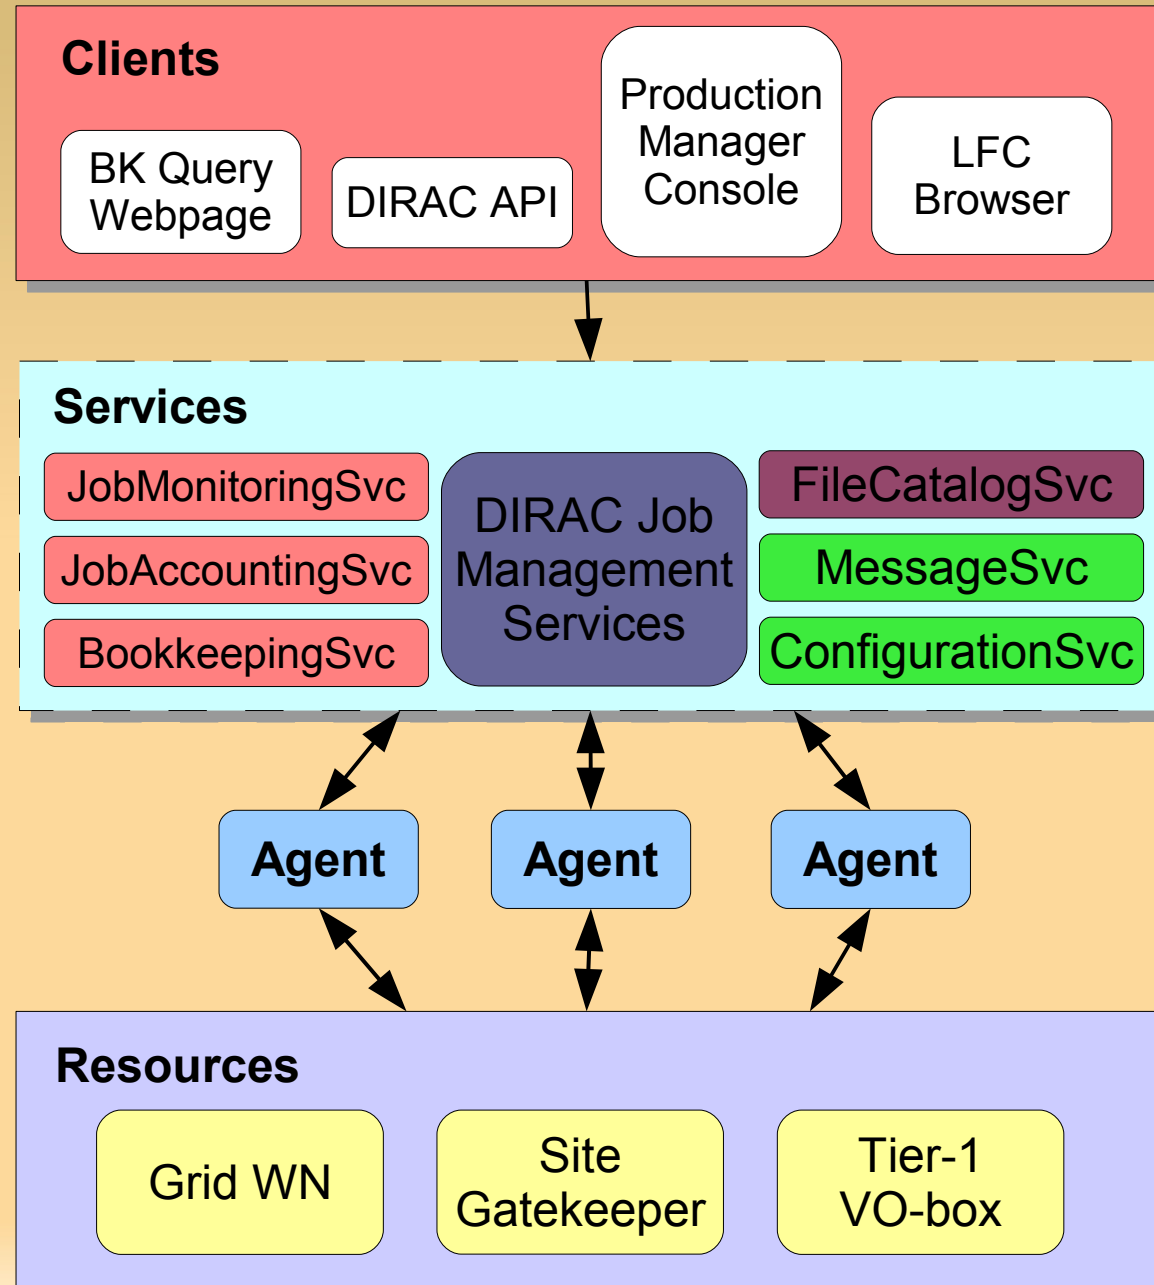 Clients
BK Query
Webpage
DIRAC API
Production
Manager
Console
LFC
Browser
Services
JobMonitoringSvc
JobAccountingSvc
BookkeepingSvc
DIRAC Job
Management
Services
FileCatalogSvc
MessageSvc
ConfigurationSvc
Agent
Agent
Agent
Resources
Grid WN
Site
Gatekeeper
Tier-1
VO-box